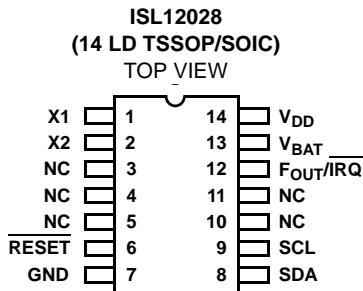 ISL12028
(14 LD TSSOP/SOIC)
TOP VIEW
X1 1 14 VDD
X2 2 13 VBAT
NC 3 12 FOUT/IRQ
NC 4 11 NC
NC 5 10 NC
RESET 6 9 SCL
GND 7 8 SDA